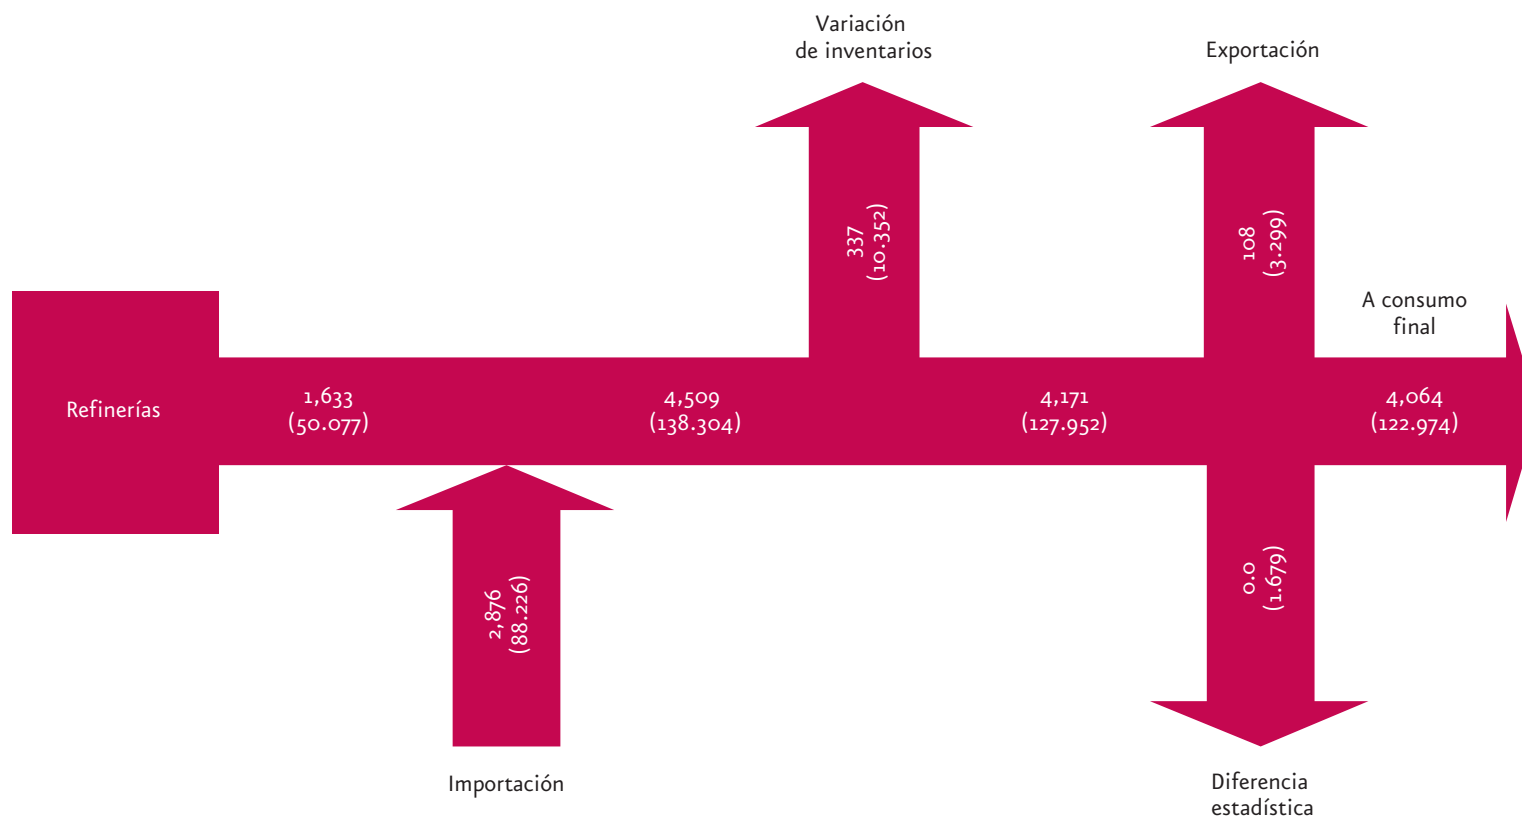 Variación
de inventarios
Exportación
337
(10.352)
108
(3.299)
A consumo
final
Refinerías
1,633
(50.077)
4,509
(138.304)
4,171
(127.952)
4,064
(122.974)
2,876
(88.226)
0.0
(1.679)
Importación
Diferencia
estadística